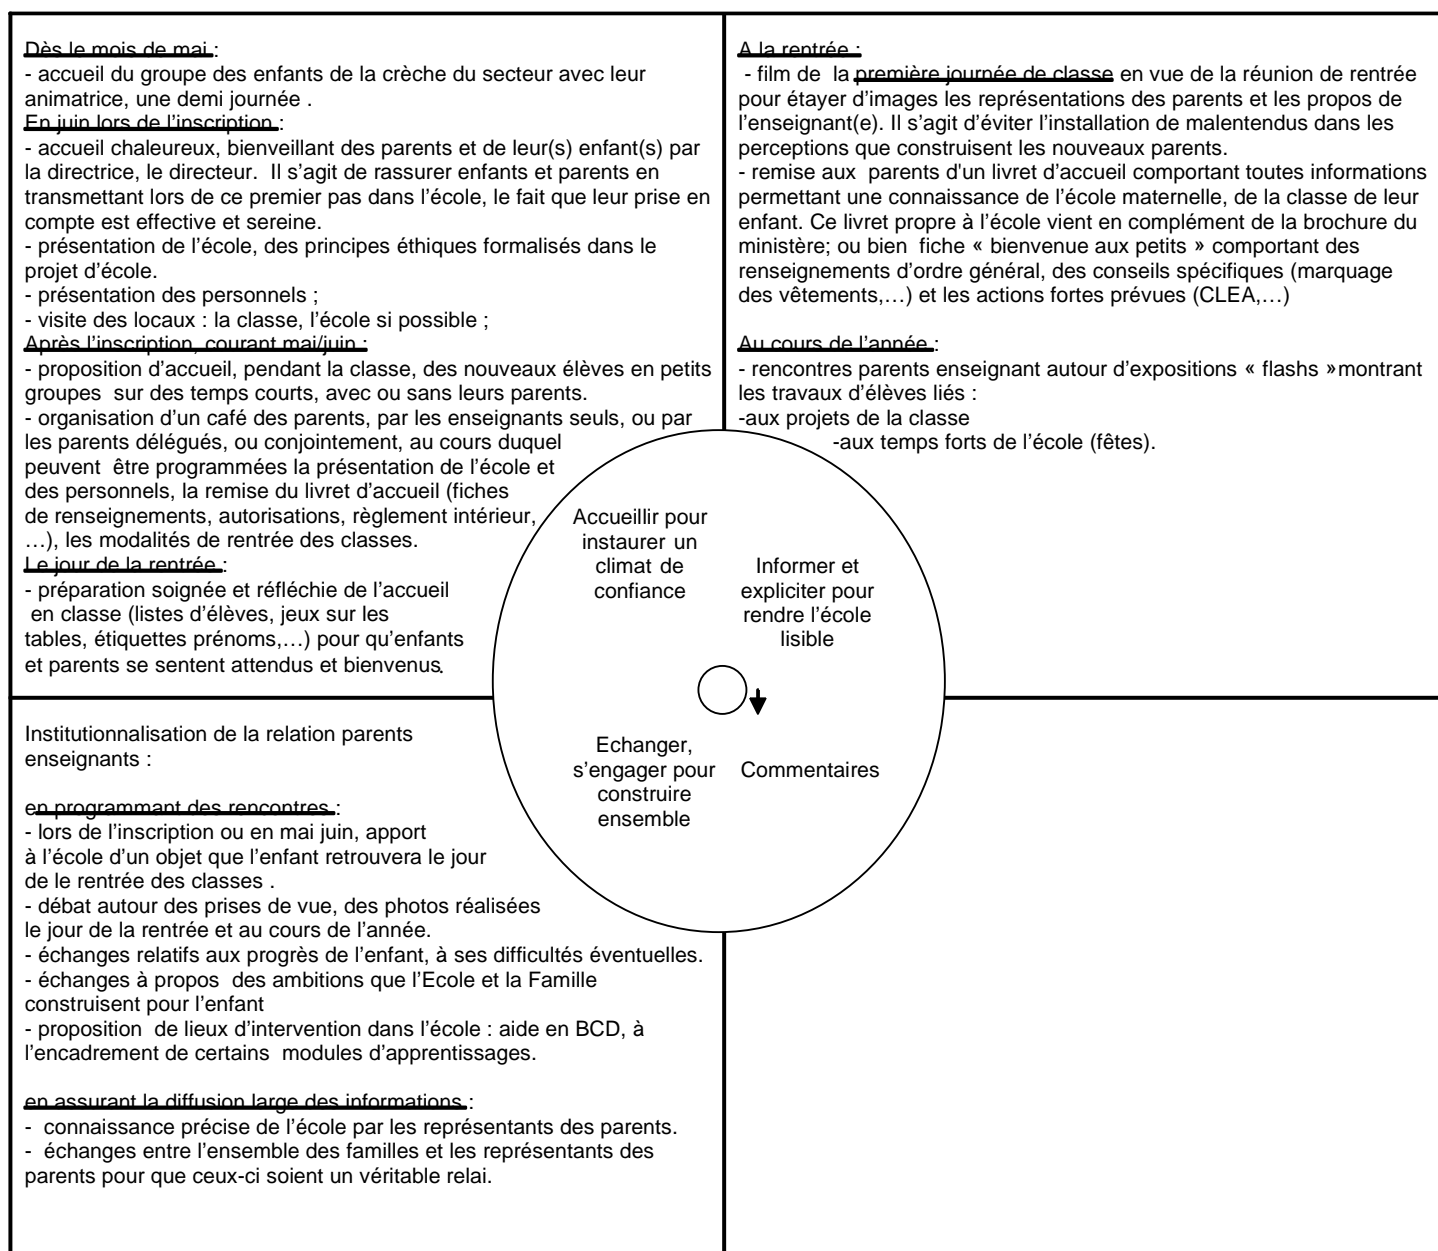 Dès le mois de mai :
- accueil du groupe des enfants de la crèche du secteur avec leur
animatrice, une demi journée .
En juin lors de l’inscription :
- accueil chaleureux, bienveillant des parents et de leur(s) enfant(s) par
la directrice, le directeur.  Il s’agit de rassurer enfants et parents en
transmettant lors de ce premier pas dans l’école, le fait que leur prise en
compte est effective et sereine.
- présentation de l’école, des principes éthiques formalisés dans le
projet d’école.
- présentation des personnels ;
- visite des locaux : la classe, l’école si possible ;
Après l’inscription, courant mai/juin :
- proposition d’accueil, pendant la classe, des nouveaux élèves en petits
groupes  sur des temps courts, avec ou sans leurs parents.
- organisation d’un café des parents, par les enseignants seuls, ou par
les parents délégués, ou conjointement, au cours duquel
peuvent  être programmées la présentation de l’école et
des personnels, la remise du livret d’accueil (fiches
de renseignements, autorisations, règlement intérieur,
…), les modalités de rentrée des classes.
Le jour de la rentrée :
- préparation soignée et réfléchie de l’accueil
en classe (listes d’élèves, jeux sur les
tables, étiquettes prénoms,…) pour qu’enfants
et parents se sentent attendus et bienvenus.
A la rentrée :
- film de  la première journée de classe en vue de la réunion de rentrée
pour étayer d’images les représentations des parents et les propos de
l’enseignant(e). Il s’agit d’éviter l’installation de malentendus dans les
perceptions que construisent les nouveaux parents.
- remise aux  parents d'un livret d’accueil comportant toutes informations
permettant une connaissance de l’école maternelle, de la classe de leur
enfant. Ce livret propre à l’école vient en complément de la brochure du
ministère; ou bien  fiche « bienvenue aux petits » comportant des
renseignements d’ordre général, des conseils spécifiques (marquage
des vêtements,…) et les actions fortes prévues (CLEA,…)
Au cours de l’année :
- rencontres parents enseignant autour d’expositions « flashs »montrant
les travaux d’élèves liés :
-aux projets de la classe
-aux temps forts de l’école (fêtes).
Accueillir pour
instaurer un
climat de
confiance
Informer et
expliciter pour
rendre l’école
lisible
Echanger,
s’engager pour
construire
ensemble
Commentaires
Institutionnalisation de la relation parents
enseignants :
en programmant des rencontres :
- lors de l’inscription ou en mai juin, apport
à l’école d’un objet que l’enfant retrouvera le jour
de le rentrée des classes .
- débat autour des prises de vue, des photos réalisées
le jour de la rentrée et au cours de l’année.
- échanges relatifs aux progrès de l’enfant, à ses difficultés éventuelles.
- échanges à propos  des ambitions que l’Ecole et la Famille
construisent pour l’enfant
- proposition  de lieux d’intervention dans l’école : aide en BCD, à
l’encadrement de certains  modules d’apprentissages.
en assurant la diffusion large des informations :
-  connaissance précise de l’école par les représentants des parents.
-  échanges entre l’ensemble des familles et les représentants des
parents pour que ceux-ci soient un véritable relai.